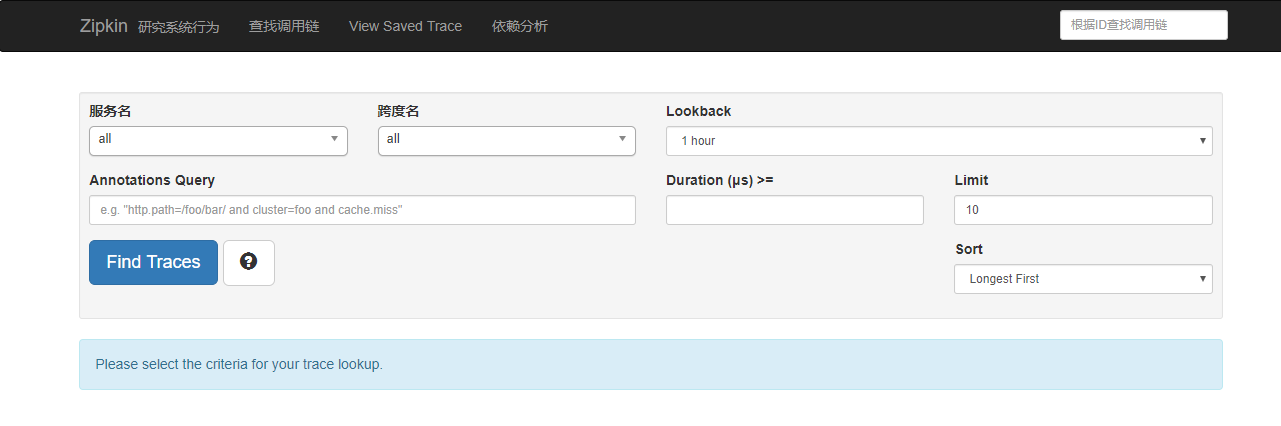 Zipkin 研究系统行为 查找调用链 View Saved Trace 依赖分析 根据ID查找调用链
服务名 跨度名 Lookback
all all 1 hour
Annotations Query Duration (μs) >= Limit
e.g. "http.path=/foo/bar/ and cluster=foo and cache.miss" 10
Find Traces ?
Sort
Longest First
Please select the criteria for your trace lookup.